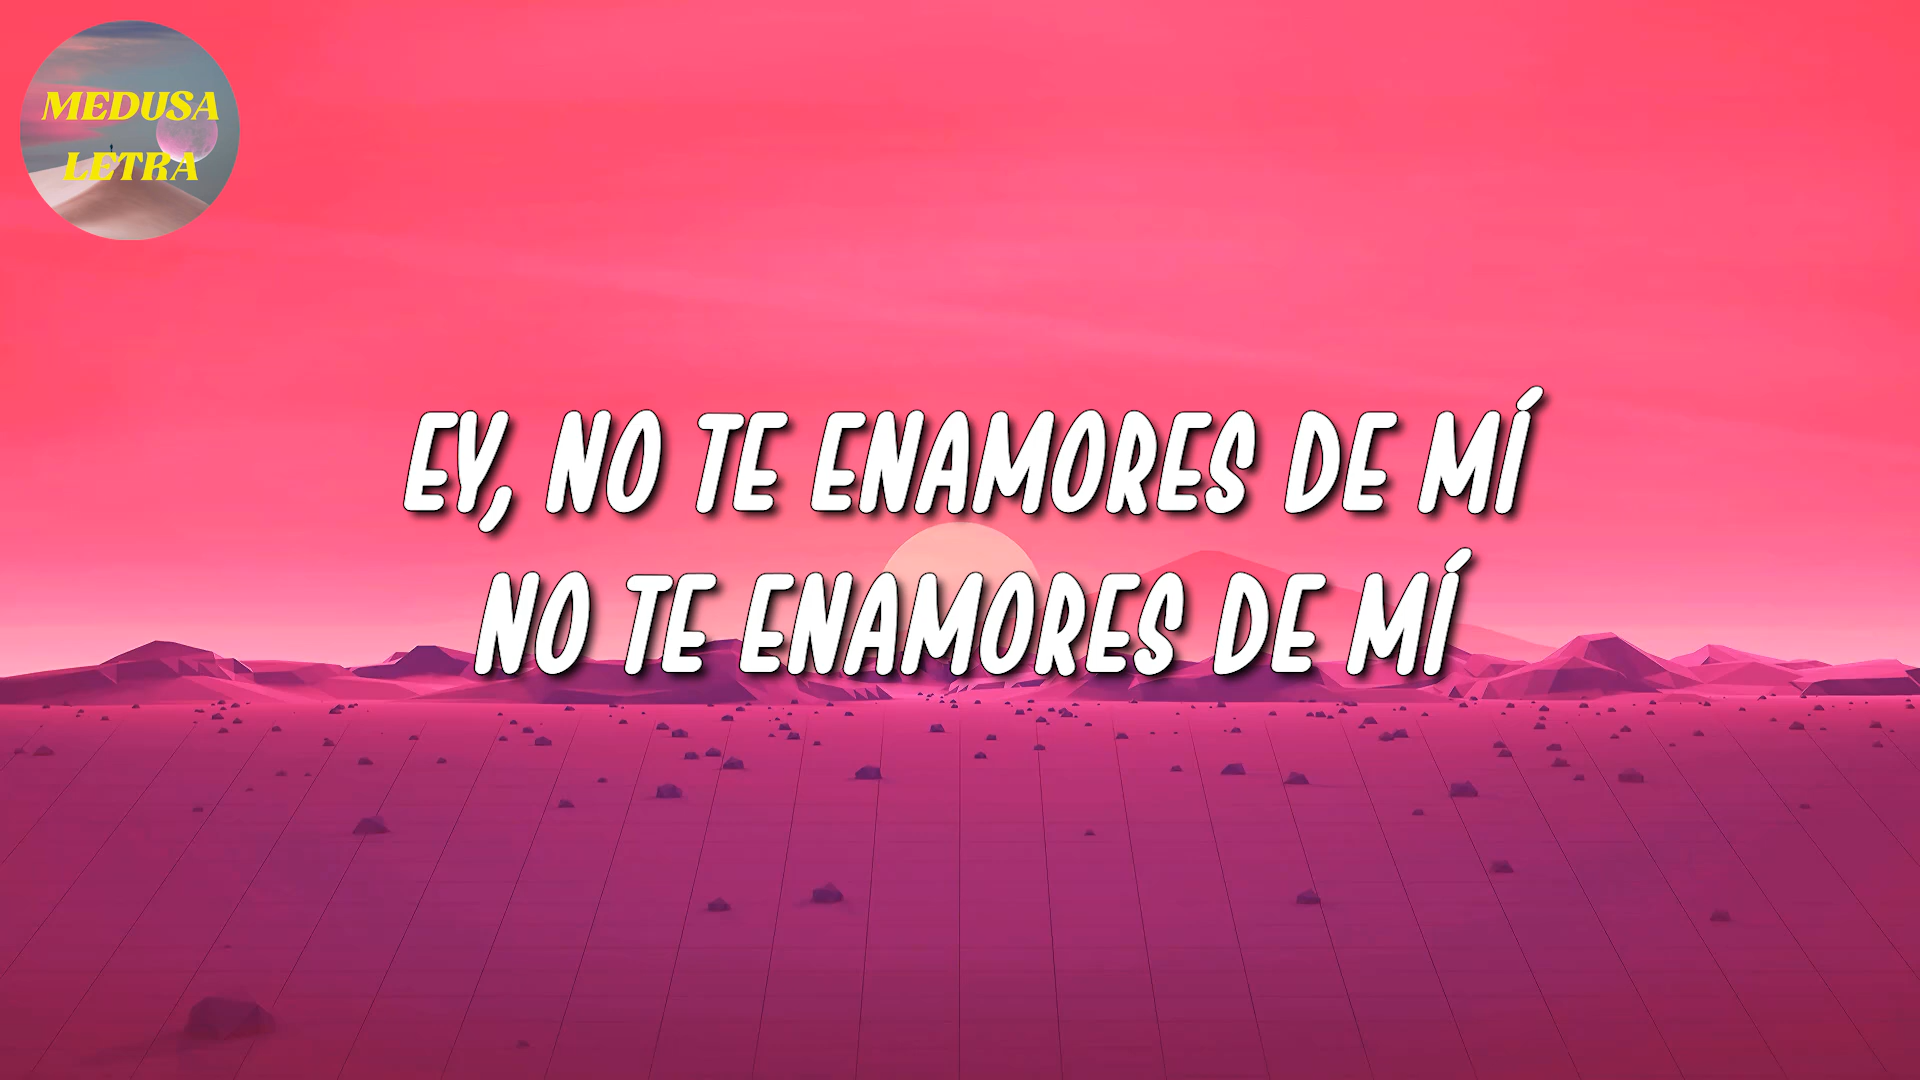 MEDUSA
LETRA
EY, NO TE ENAMORES DE MÍ
NO TE ENAMORES DE MÍ